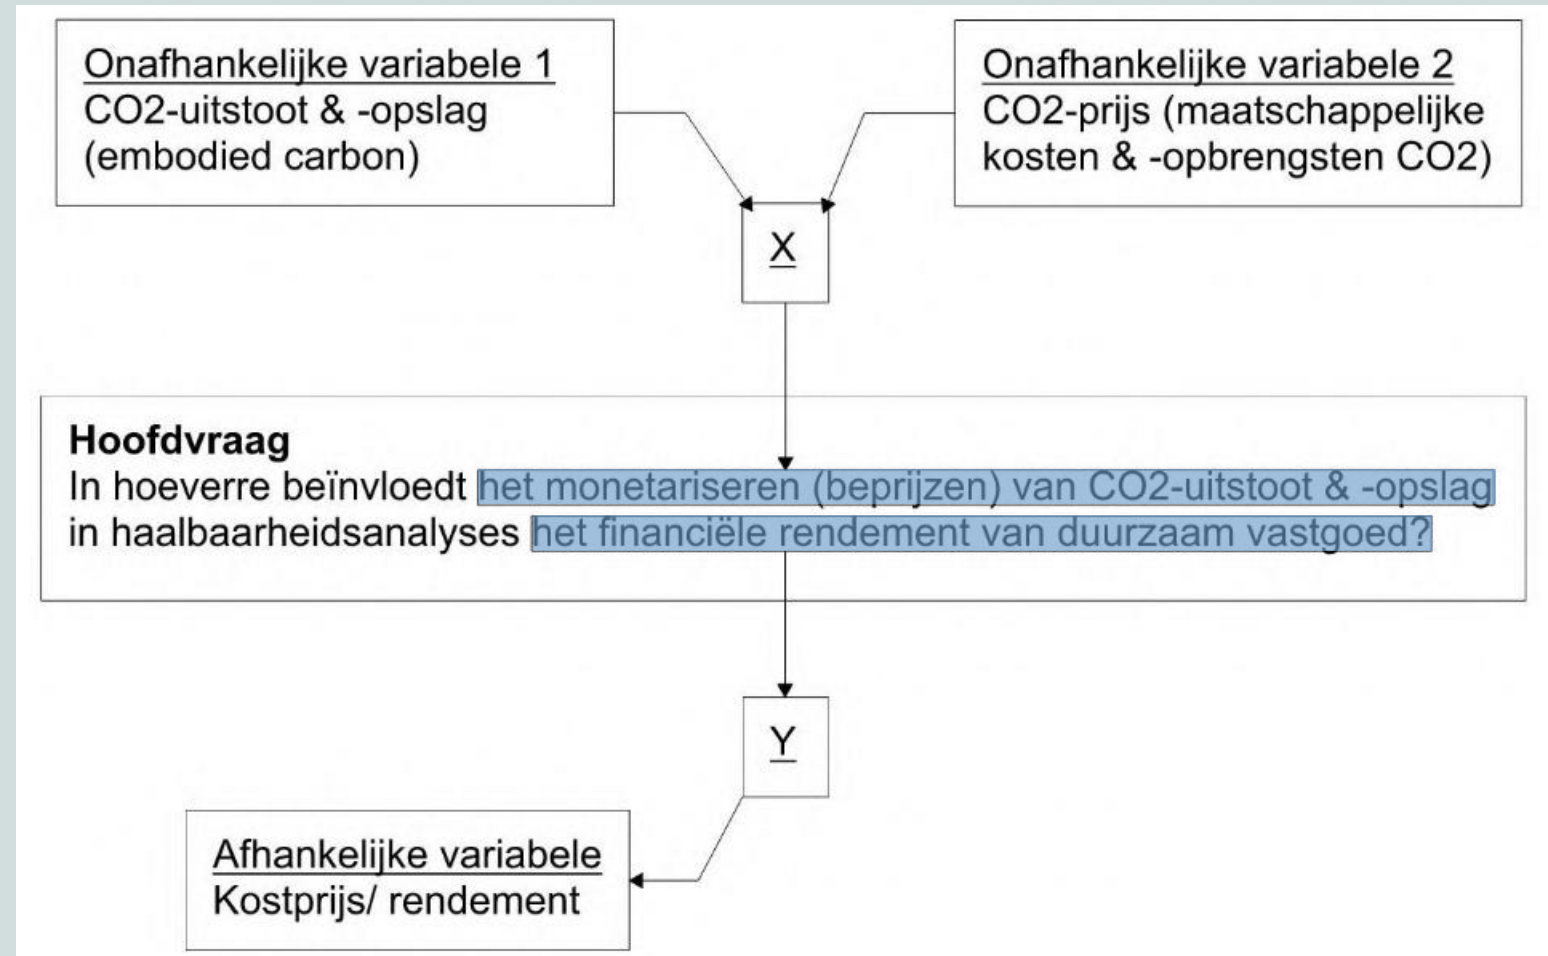 Onafhankelijke variabele 1
CO2-uitstoot & -opslag
(embodied carbon)
Onafhankelijke variabele 2
CO2-prijs (maatschappelijke
kosten & -opbrengsten CO2)
X
Hoofdvraag
In hoeverre beïnvloedt het monetariseren (beprijzen) van CO2-uitstoot & -opslag
in haalbaarheidsanalyses het financiële rendement van duurzaam vastgoed?
Y
Afhankelijke variabele
Kostprijs/ rendement